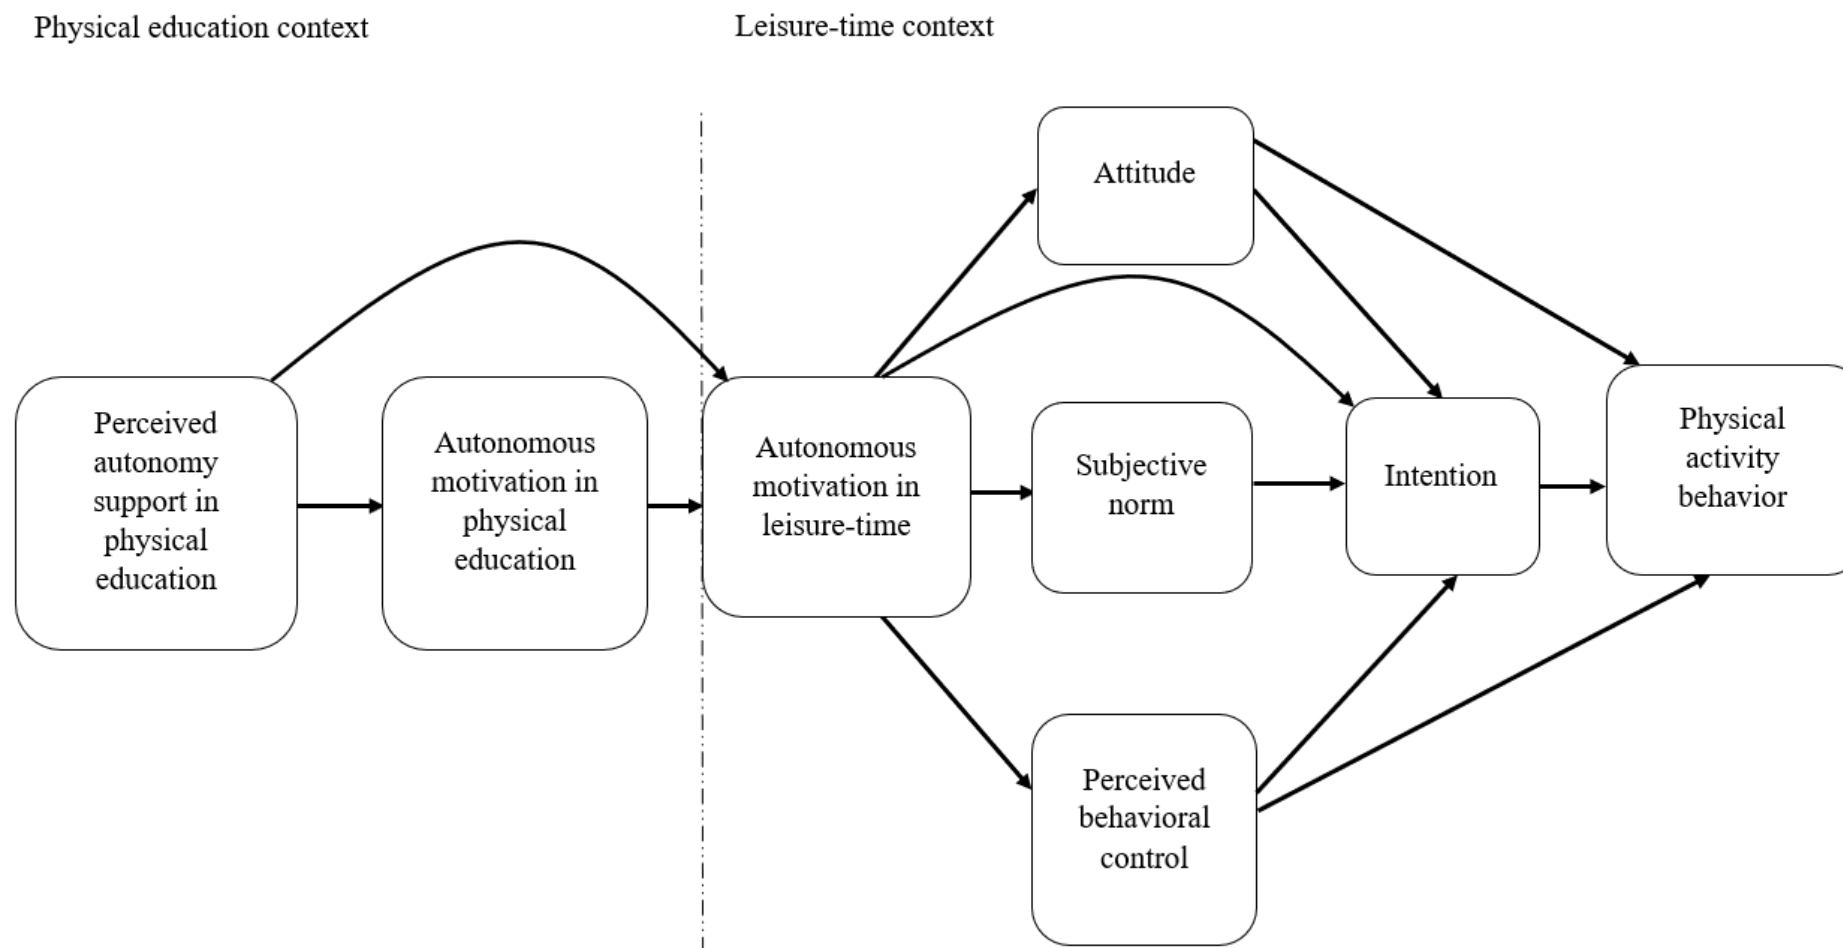 Physical education context
Leisure-time context
Attitude
Perceived
autonomy
support in
physical
education
Autonomous
motivation in
physical
education
Autonomous
motivation in
leisure-time
Subjective
norm
Intention
Physical
activity
behavior
Perceived
behavioral
control